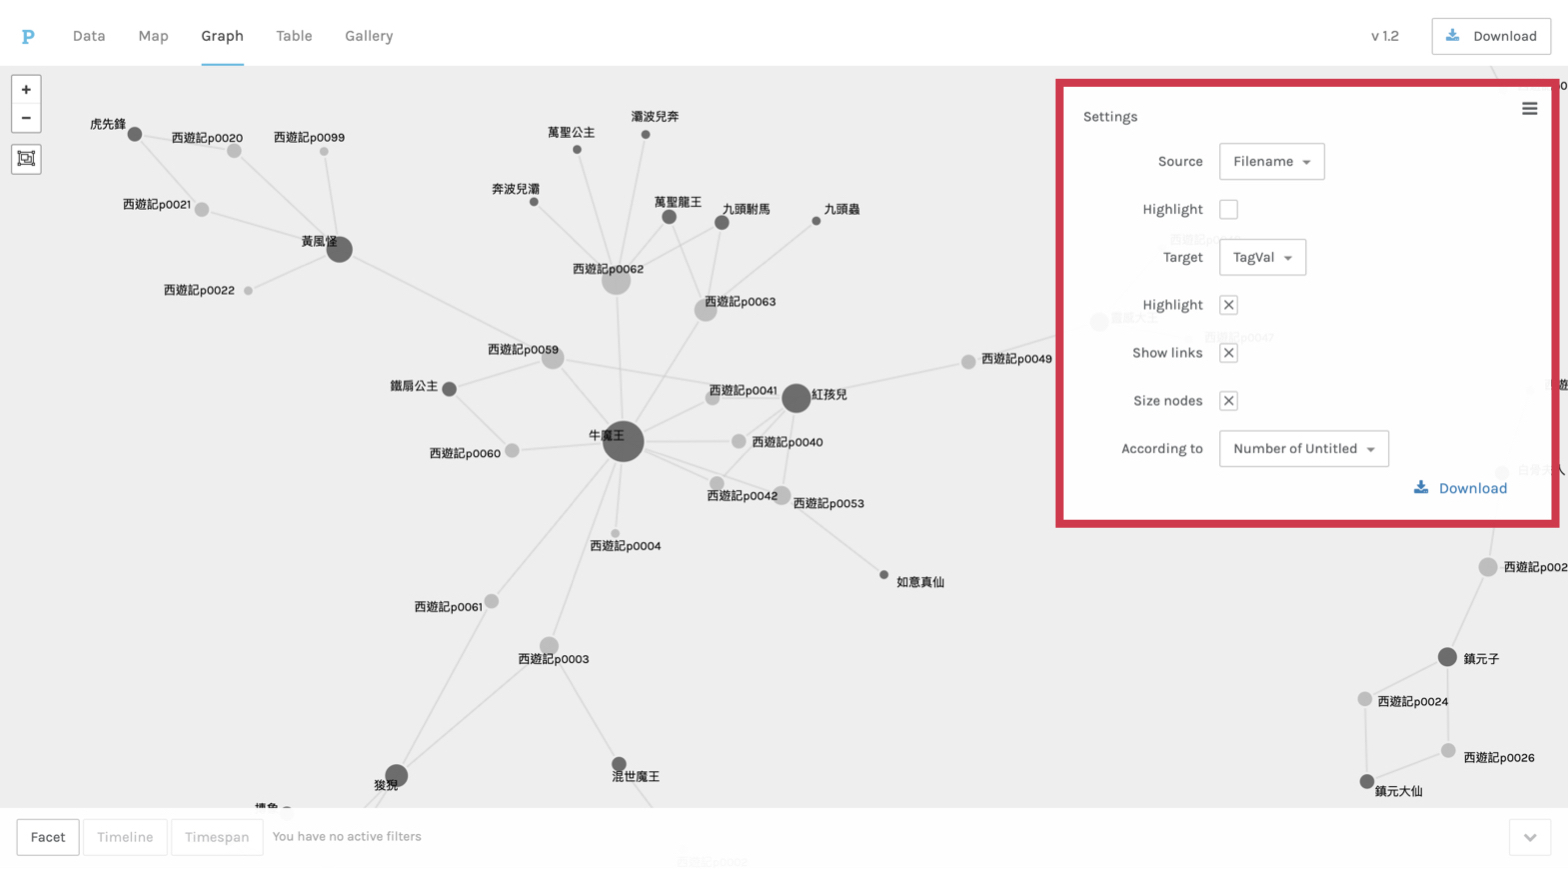 P Data Map Graph Table Gallery v 1.2 Download
+
−
虎先鋒
西遊記p0020
西遊記p0099
西遊記p0021
黃風怪
西遊記p0022
灞波兒奔
萬聖公主
奔波兒灞
萬聖龍王
九頭駙馬
九頭蟲
西遊記p0062
西遊記p0063
西遊記p0059
鐵扇公主
西遊記p0041
紅孩兒
西遊記p0049
牛魔王
西遊記p0040
西遊記p0060
西遊記p0042
西遊記p0053
西遊記p0004
如意真仙
西遊記p0061
西遊記p0003
狻猊
混世魔王
Settings
Source Filename
Highlight
Target TagVal
Highlight
Show links
Size nodes
According to Number of Untitled
Download
西遊記p0047
西遊記p002
鎮元子
西遊記p0024
西遊記p0026
鎮元大仙
Facet Timeline Timespan You have no active filters